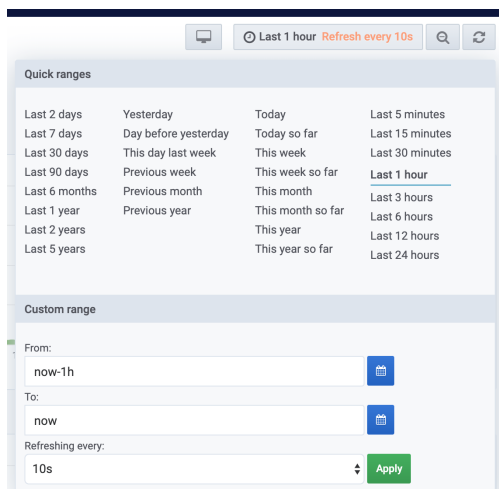 Last 1 hour Refresh every 10s
Quick ranges
Last 2 days
Last 7 days
Last 30 days
Last 90 days
Last 6 months
Last 1 year
Last 2 years
Last 5 years
Yesterday
Day before yesterday
This day last week
Previous week
Previous month
Previous year
Today
Today so far
This week
This week so far
This month
This month so far
This year
This year so far
Last 5 minutes
Last 15 minutes
Last 30 minutes
Last 1 hour
Last 3 hours
Last 6 hours
Last 12 hours
Last 24 hours
Custom range
From:
now-1h
To:
now
Refreshing every:
10s
Apply